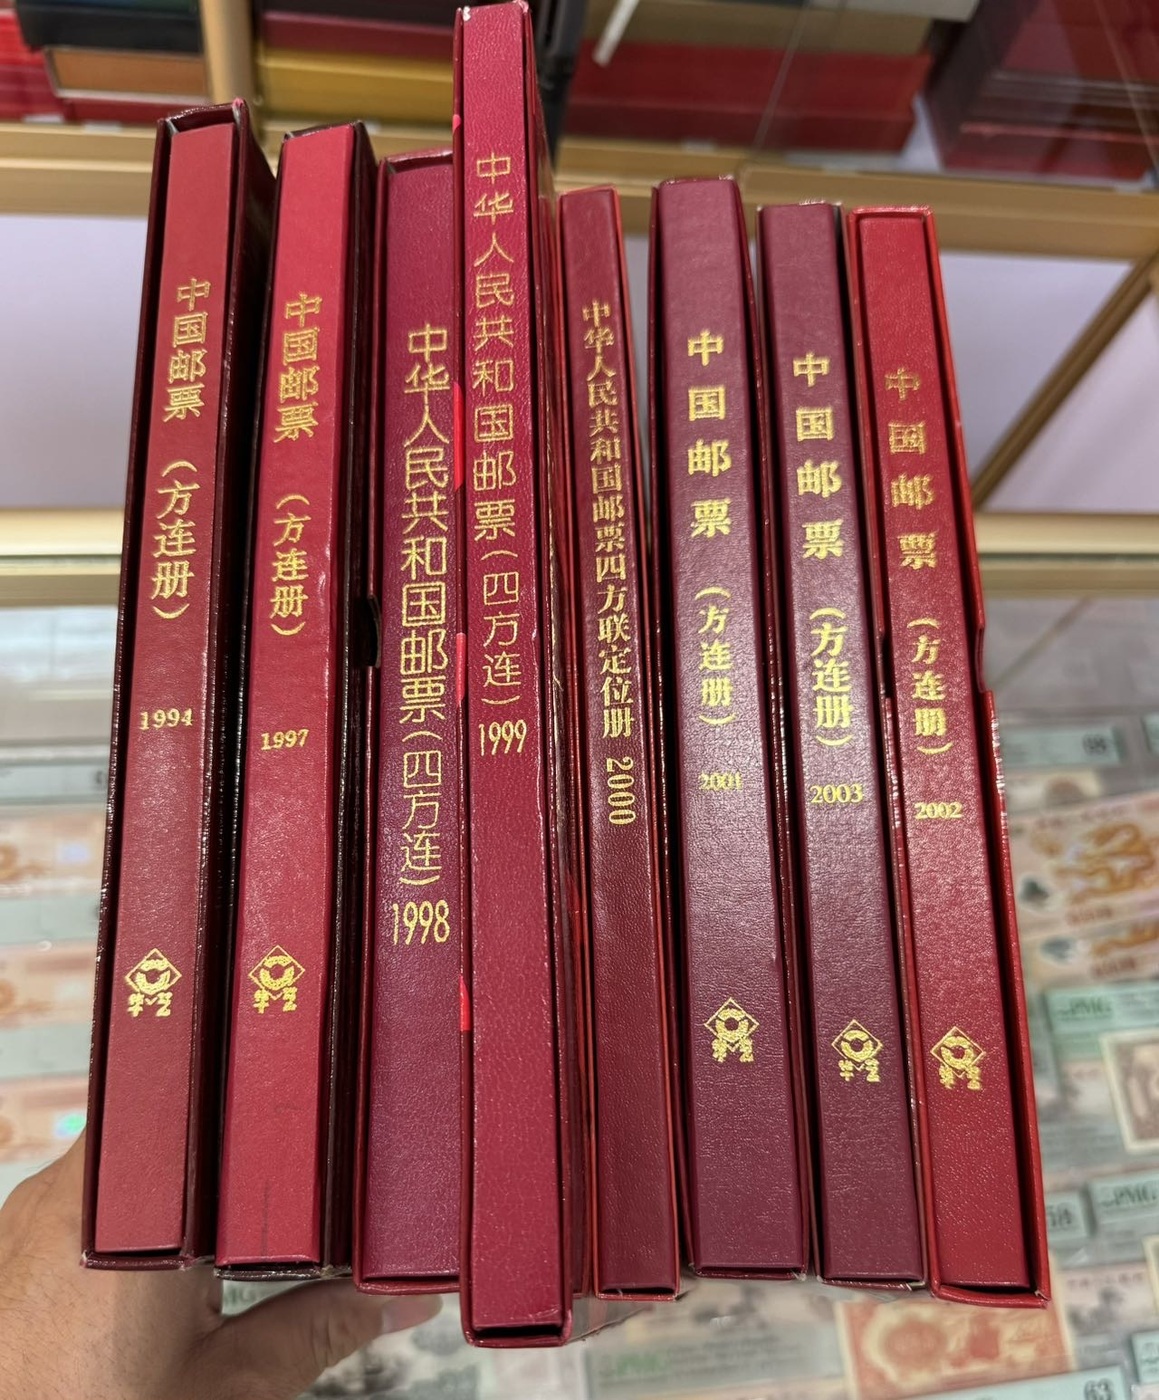 中国邮票（方连册）1994
中国邮票（方连册）1997
中华人民共和国邮票（四方连）1998
中华人民共和国邮票（四方连）1999
中华人民共和国邮票四方联定位册 2000
中国邮票（方连册）2001
中国邮票（方连册）2003
中国邮票（方连册）2002
PMG
PMG